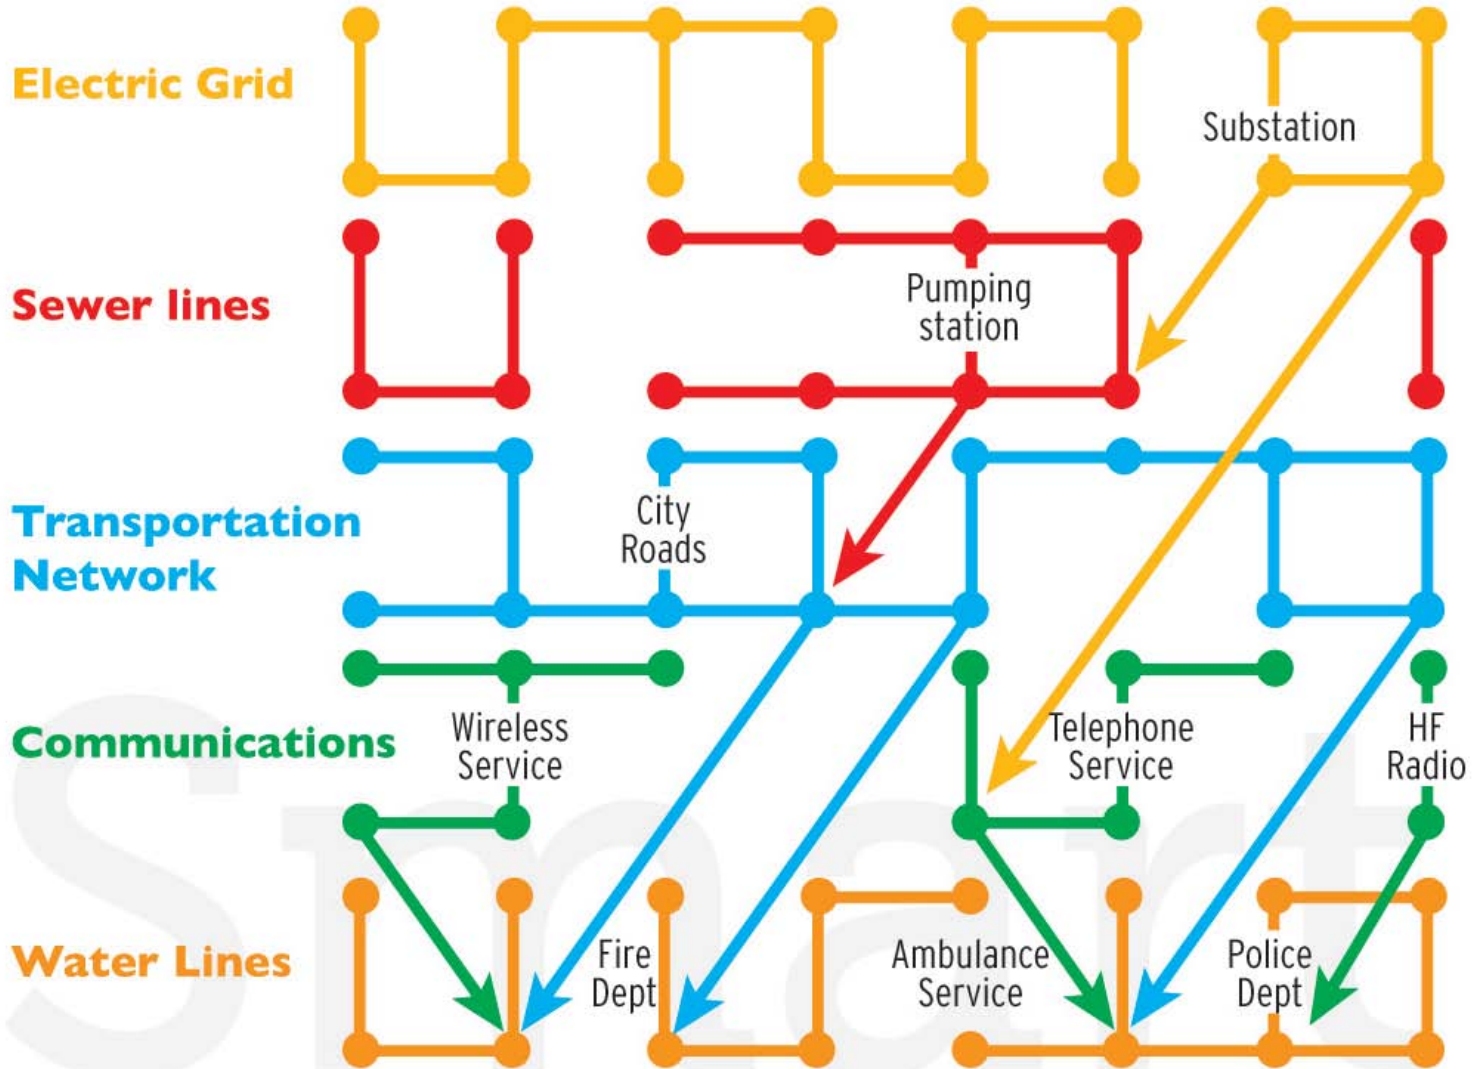 Electric Grid
Substation
Sewer lines
Pumping
station
Transportation
Network
City
Roads
Communications
Wireless
Service
Telephone
Service
HF
Radio
Water Lines
Fire
Dept
Ambulance
Service
Police
Dept
Smart